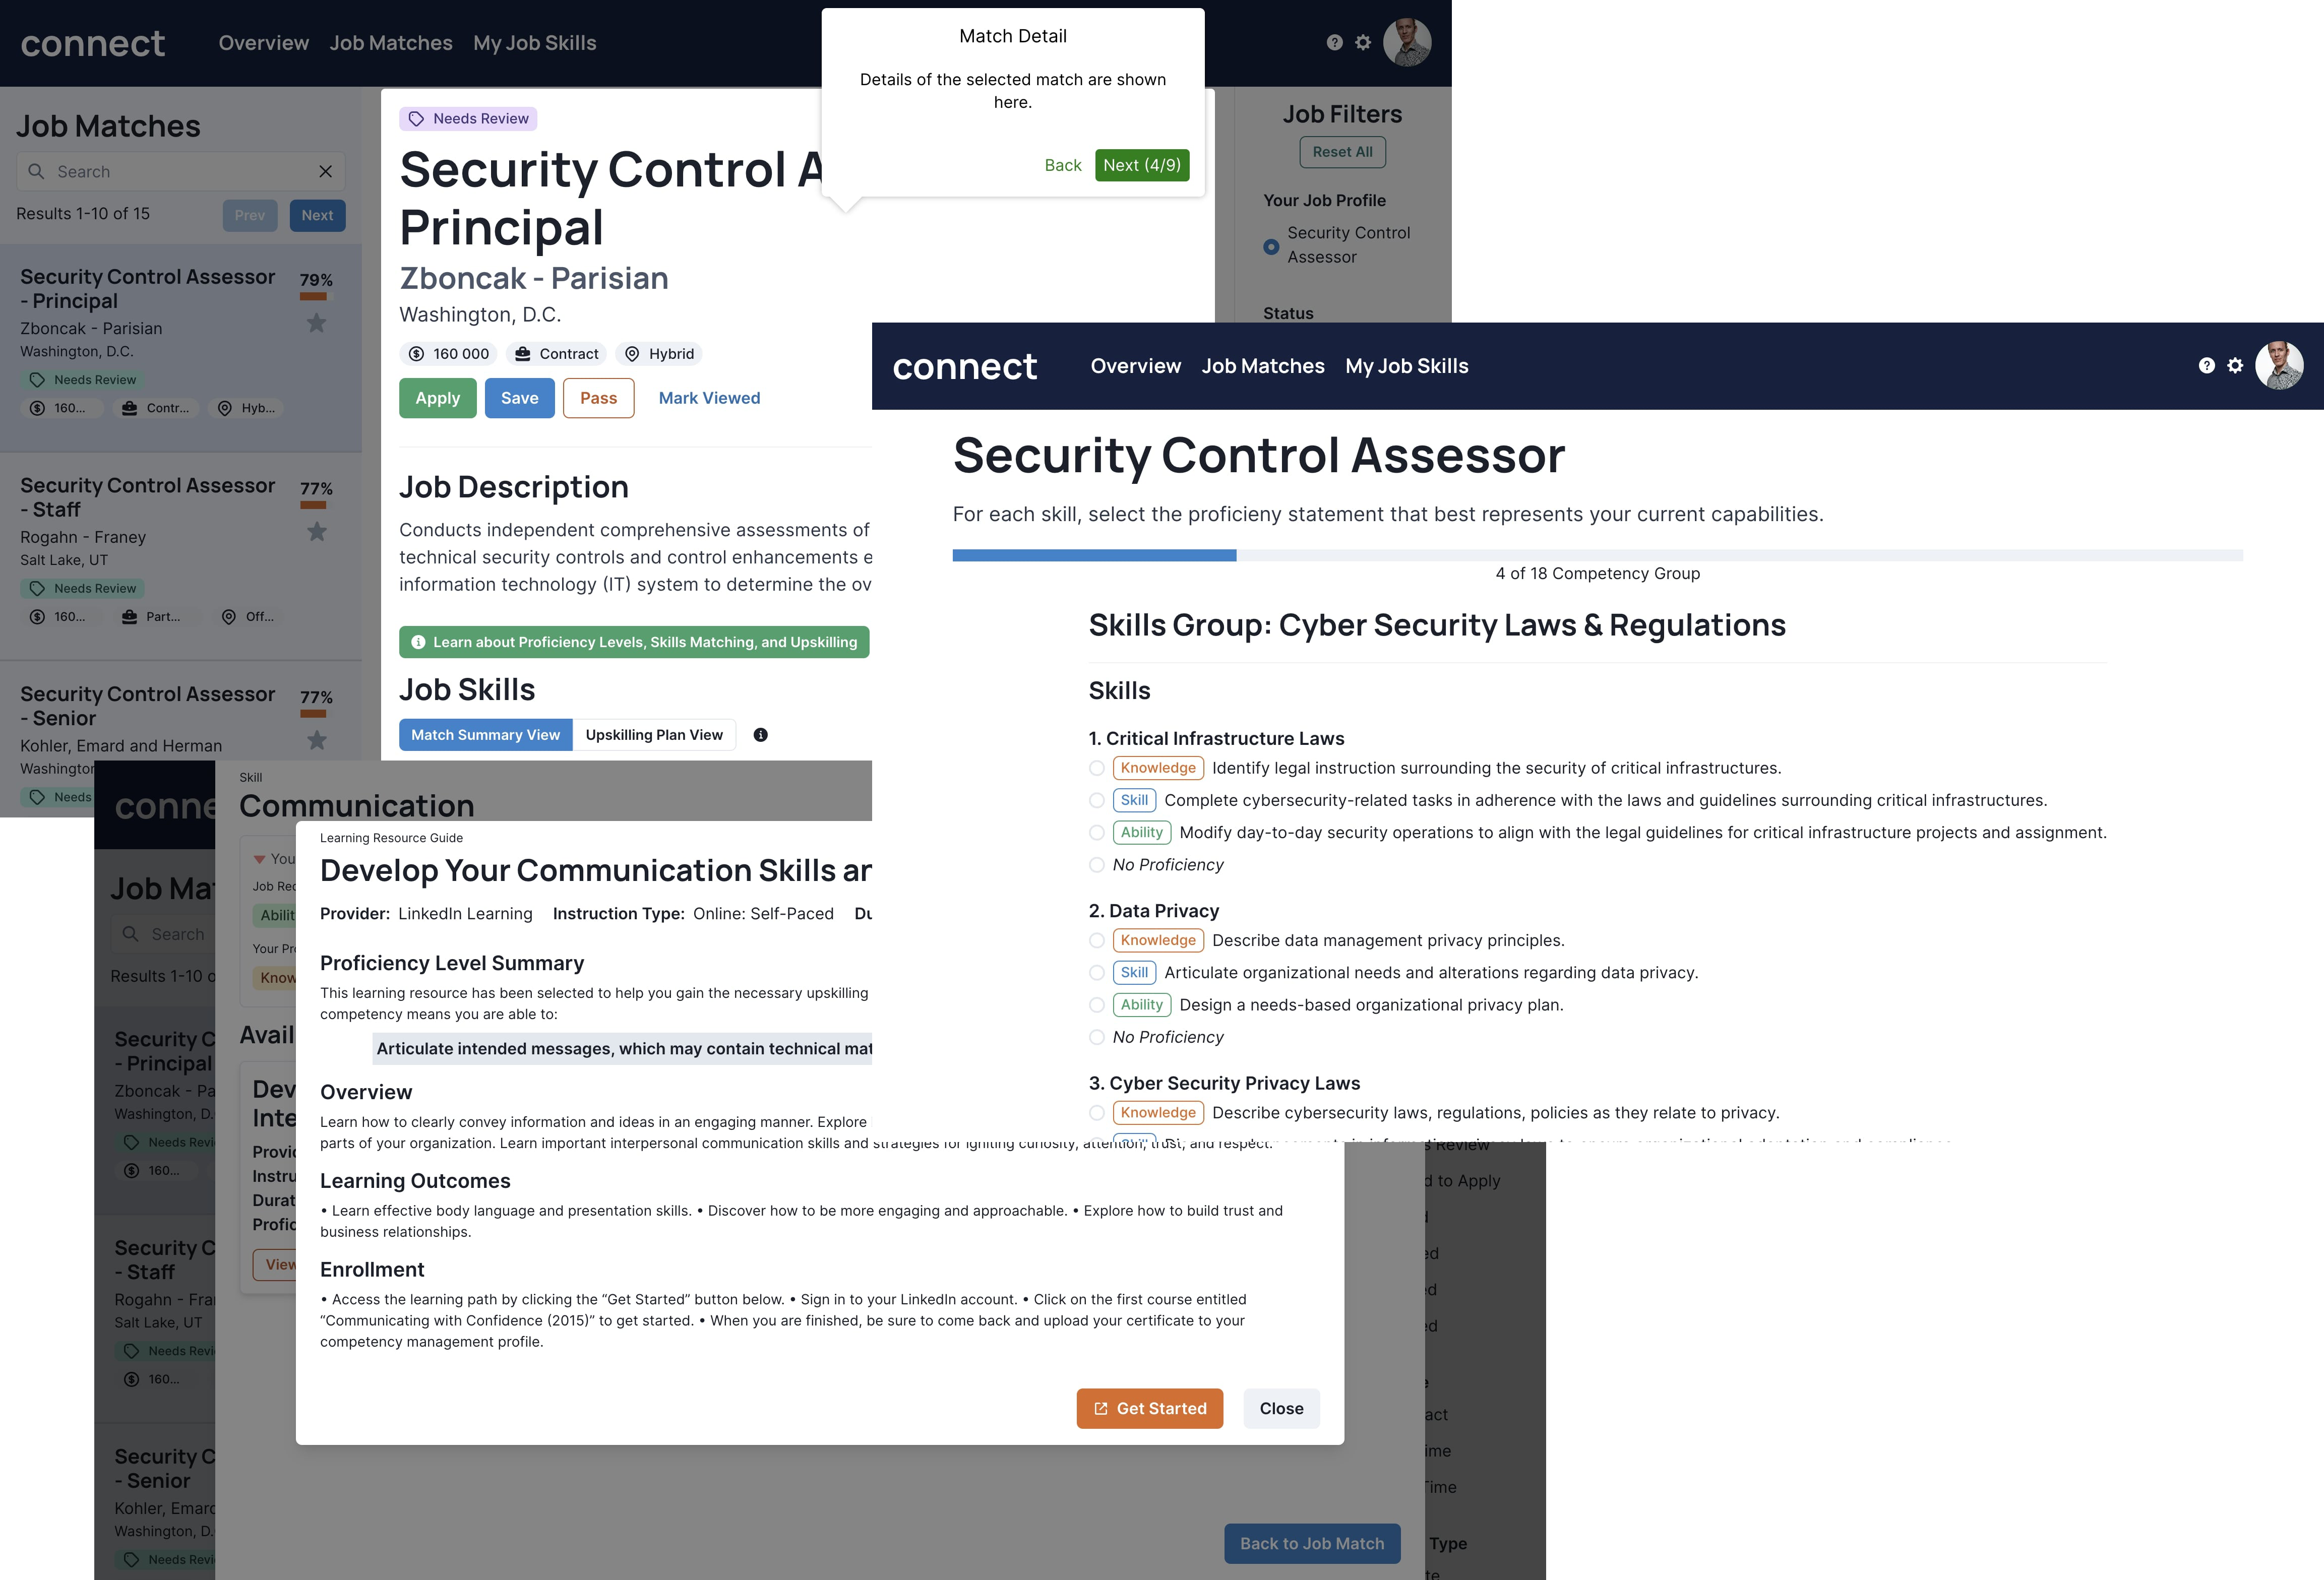 connect
Overview Job Matches My Job Skills
Match Detail
Details of the selected match are shown
here.
Back Next (4/9)
Job Matches
Search
Results 1-10 of 15 Prev Next
Security Control Assessor
- Principal
79%
Zboncak - Parisian
Washington, D.C.
Needs Review
160... Contr... Hyb...
Security Control Assessor
- Staff
77%
Rogahn - Franey
Salt Lake, UT
Needs Review
160... Part... Off...
Security Control Assessor
- Senior
77%
Kohler, Emard and Herman
Needs Review
Security Control A
Principal
Zboncak - Parisian
Washington, D.C.
160 000 Contract Hybrid
Apply Save Pass Mark Viewed
Job Description
Conducts independent comprehensive assessments of
technical security controls and control enhancements e
information technology (IT) system to determine the ov
Learn about Proficiency Levels, Skills Matching, and Upskilling
Job Skills
Match Summary View Upskilling Plan View
Job Filters
Reset All
Your Job Profile
Security Control
Assessor
Status
connect
Overview Job Matches My Job Skills
Security Control Assessor
For each skill, select the proficieny statement that best represents your current capabilities.
4 of 18 Competency Group
Skills Group: Cyber Security Laws & Regulations
Skills
1. Critical Infrastructure Laws
Knowledge Identify legal instruction surrounding the security of critical infrastructures.
Skill Complete cybersecurity-related tasks in adherence with the laws and guidelines surrounding critical infrastructures.
Ability Modify day-to-day security operations to align with the legal guidelines for critical infrastructure projects and assignment.
No Proficiency
2. Data Privacy
Knowledge Describe data management privacy principles.
Skill Articulate organizational needs and alterations regarding data privacy.
Ability Design a needs-based organizational privacy plan.
No Proficiency
3. Cyber Security Privacy Laws
Knowledge Describe cybersecurity laws, regulations, policies as they relate to privacy.
conne
Job Ma
Search
Results 1-10 o
Security C
- Principal
Zboncak - Pa
Washington, D.
Needs Revi
160...
Security C
- Staff
Rogahn - Fra
Salt Lake, UT
Needs Revi
160...
Security C
- Senior
Kohler, Emard
Washington, D.
Needs Revi
Skill
Communication
You
Job Rec
Abilit
Your Pr
Know
Avail
Dev
Inte
Provid
Instru
Durat
Profic
View
Learning Resource Guide
Develop Your Communication Skills an
Provider: LinkedIn Learning Instruction Type: Online: Self-Paced Du
Proficiency Level Summary
This learning resource has been selected to help you gain the necessary upskilling
competency means you are able to:
Articulate intended messages, which may contain technical mat
Overview
Learn how to clearly convey information and ideas in an engaging manner. Explore
parts of your organization. Learn important interpersonal communication skills and strategies for igniting curiosity, attention, trust, and respect.
Learning Outcomes
• Learn effective body language and presentation skills. • Discover how to be more engaging and approachable. • Explore how to build trust and
business relationships.
Enrollment
• Access the learning path by clicking the “Get Started” button below. • Sign in to your LinkedIn account. • Click on the first course entitled
“Communicating with Confidence (2015)” to get started. • When you are finished, be sure to come back and upload your certificate to your
competency management profile.
Get Started Close
Back to Job Match
s Review
d to Apply
d
ed
ed
ed
e
act
ime
Time
Type
te